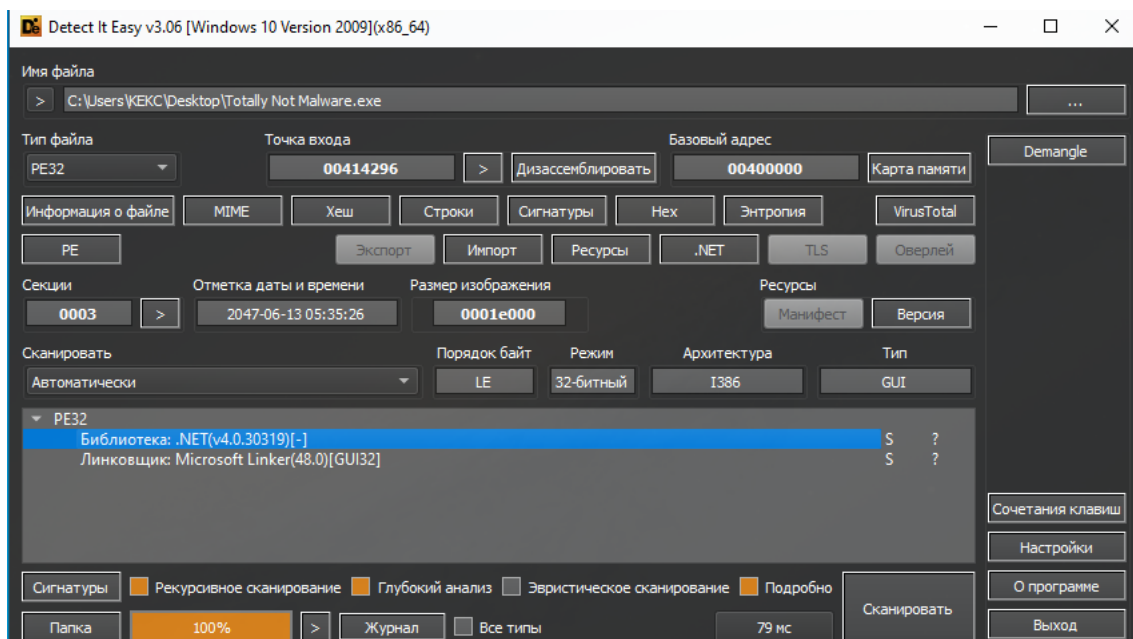 Detect It Easy v3.06 [Windows 10 Version 2009](x86_64)
Имя файла
> C:\Users\KEKC\Desktop\Totally Not Malware.exe ...
Тип файла Точка входа Базовый адрес
PE32 00414296 > Дизассемблировать 00400000 Карта памяти Demangle
Информация о файле MIME Хеш Строки Сигнатуры Hex Энтропия VirusTotal
PE Экспорт Импорт Ресурсы .NET TLS Оверлей
Секции Отметка даты и времени Размер изображения Ресурсы
0003 > 2047-06-13 05:35:26 0001e000 Манифест Версия
Сканировать Порядок байт Режим Архитектура Тип
Автоматически LE 32-битный I386 GUI
PE32
Библиотека: .NET(v4.0.30319)[-] S ?
Линковщик: Microsoft Linker(48.0)[GUI32] S ?
Сочетания клавиш
Настройки
Сигнатуры Рекурсивное сканирование Глубокий анализ Эвристическое сканирование Подробно Сканировать О программе
Папка 100% > Журнал Все типы 79 мс Выход